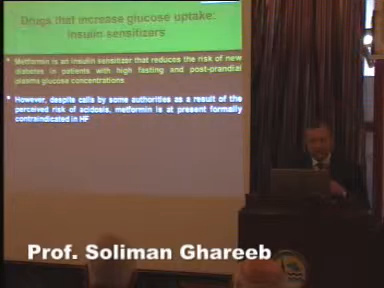 Drugs that increase glucose uptake:
insulin sensitizers
• Metformin is an insulin sensitizer that reduces the risk of new
diabetes in patients with high fasting and post-prandial
plasma glucose concentrations
• However, despite calls by some authorities as a result of the
perceived risk of acidosis, metformin is at present formally
contraindicated in HF
Prof. Soliman Ghareeb